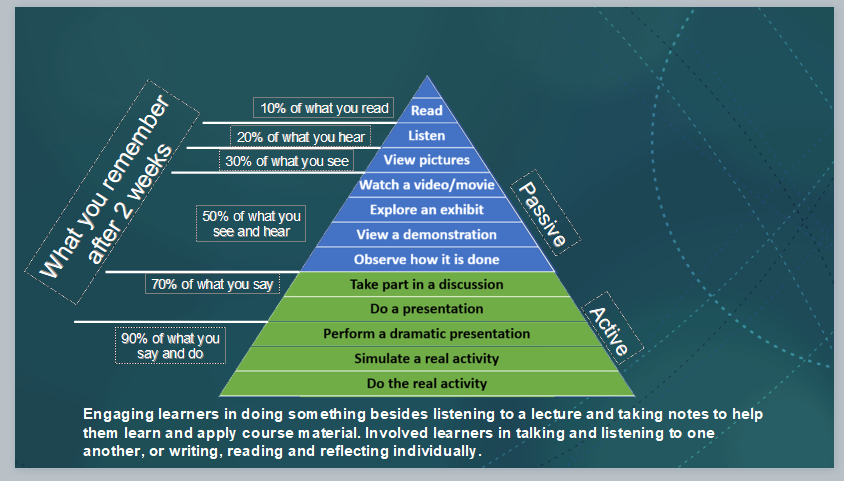 What you remember
after 2 weeks
10% of what you read
20% of what you hear
30% of what you see
50% of what you
see and hear
70% of what you say
90% of what you
say and do
Read
Listen
View pictures
Watch a video/movie
Explore an exhibit
View a demonstration
Observe how it is done
Take part in a discussion
Do a presentation
Perform a dramatic presentation
Simulate a real activity
Do the real activity
Passive
Active
Engaging learners in doing something besides listening to a lecture and taking notes to help
them learn and apply course material. Involved learners in talking and listening to one
another, or writing, reading and reflecting individually.